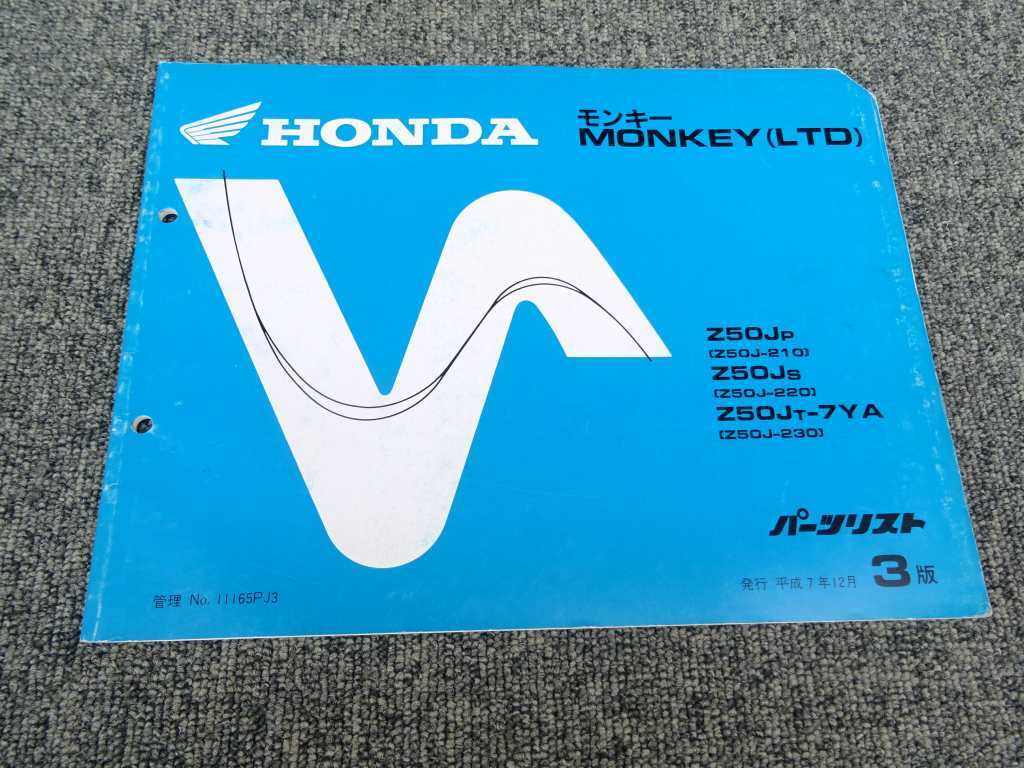 HONDA
モンキー
MONKEY(LTD)
Z50JP
(Z50J-210)
Z50JS
(Z50J-220)
Z50JT-7YA
(Z50J-230)
パーツリスト
発行 平成7年12月 3版
管理 No. 11165PJ3